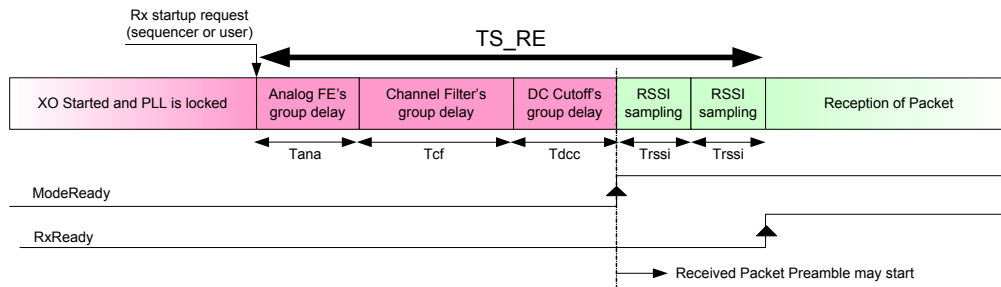 Rx startup request
(sequencer or user)
TS_RE
XO Started and PLL is locked
Analog FE's
group delay
Channel Filter's
group delay
DC Cutoff's
group delay
RSSI
sampling
RSSI
sampling
Reception of Packet
Tana
Tcf
Tdcc
Trssi
Trssi
ModeReady
RxReady
Received Packet Preamble may start